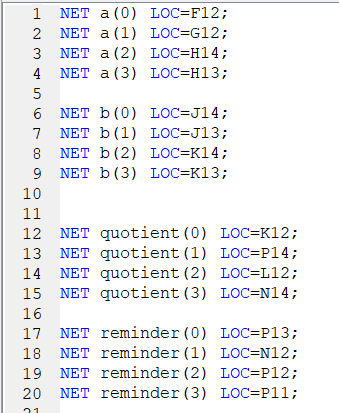 1 NET a(0) LOC=F12;
2 NET a(1) LOC=G12;
3 NET a(2) LOC=H14;
4 NET a(3) LOC=H13;
5
6 NET b(0) LOC=J14;
7 NET b(1) LOC=J13;
8 NET b(2) LOC=K14;
9 NET b(3) LOC=K13;
10
11
12 NET quotient(0) LOC=K12;
13 NET quotient(1) LOC=P14;
14 NET quotient(2) LOC=L12;
15 NET quotient(3) LOC=N14;
16
17 NET reminder(0) LOC=P13;
18 NET reminder(1) LOC=N12;
19 NET reminder(2) LOC=P12;
20 NET reminder(3) LOC=P11;